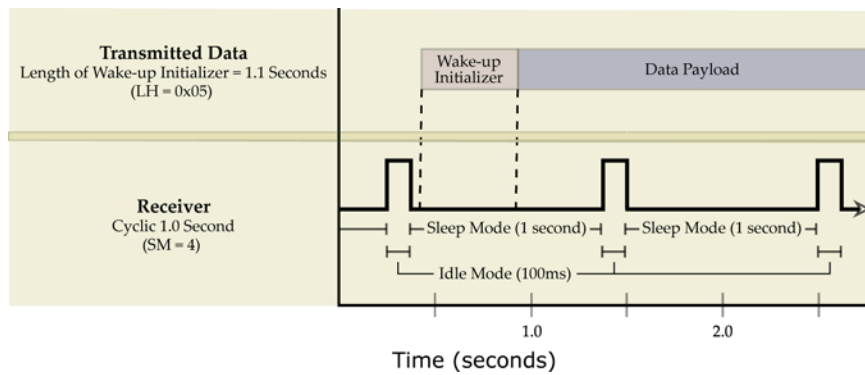 Transmitted Data
Length of Wake-up Initializer = 1.1 Seconds
(LH = 0x05)
Wake-up
Initializer
Data Payload
Receiver
Cyclic 1.0 Second
(SM = 4)
Sleep Mode (1 second)
Sleep Mode (1 second)
Idle Mode (100ms)
1.0
2.0
Time (seconds)